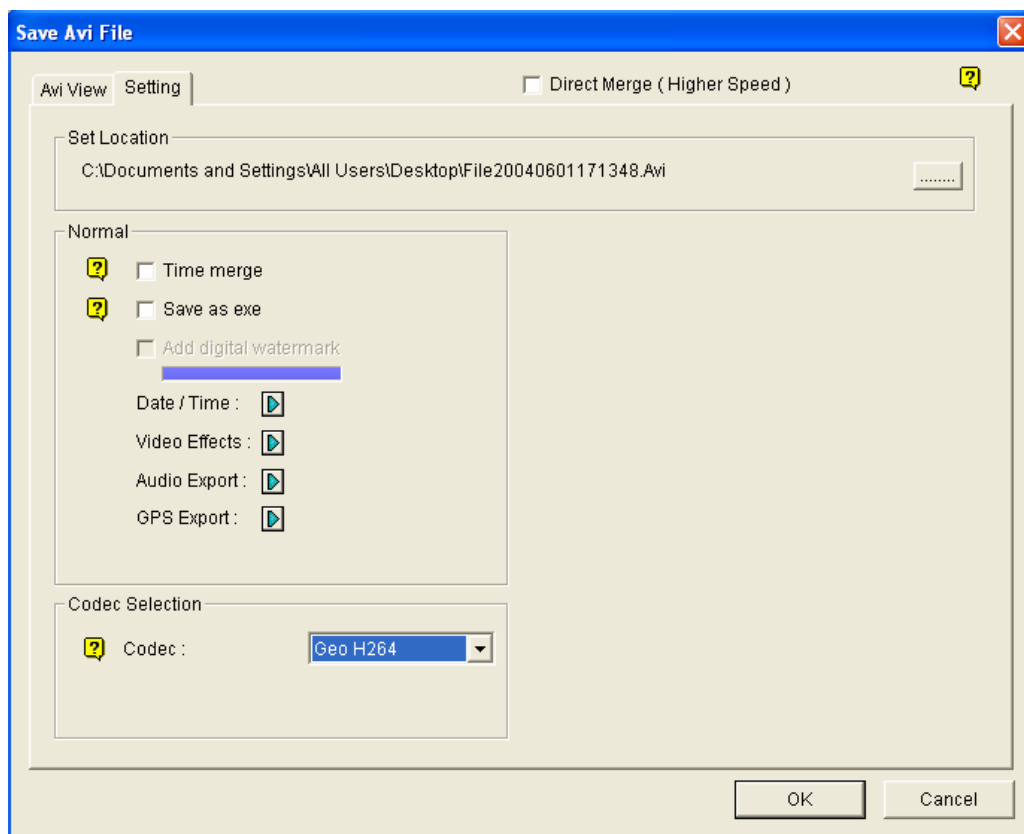 Save Avi File
Avi View
Setting
Direct Merge ( Higher Speed )
Set Location
C:\Documents and Settings\All Users\Desktop\File20040601171348.Avi
........
Normal
Time merge
Save as exe
Add digital watermark
Date / Time :
Video Effects :
Audio Export :
GPS Export :
Codec Selection
Codec :
Geo H264
OK
Cancel